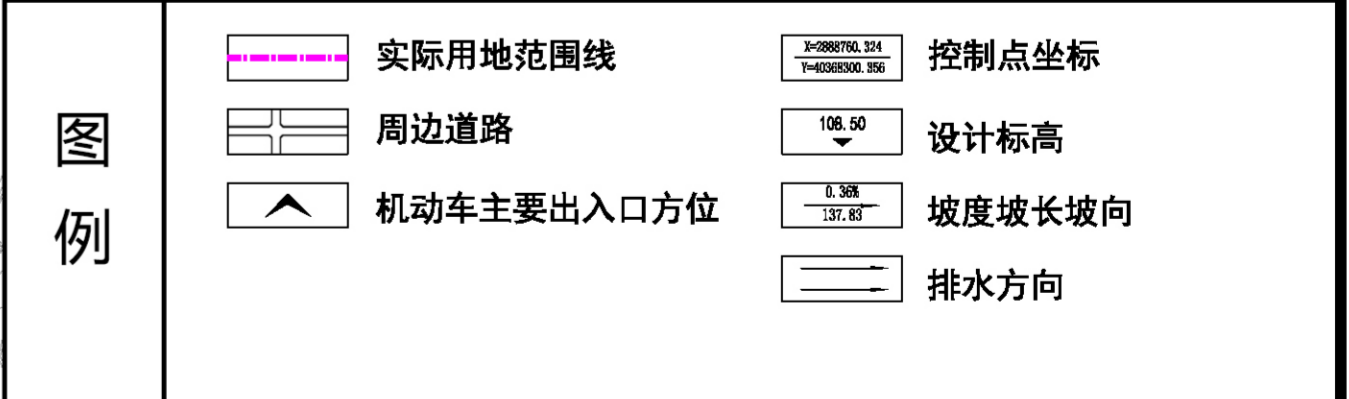 图例
实际用地范围线
周边道路
机动车主要出入口方位
X=2888760.324
Y=40368300.356
控制点坐标
108.50
设计标高
0.36%
137.83
坡度坡长坡向
排水方向